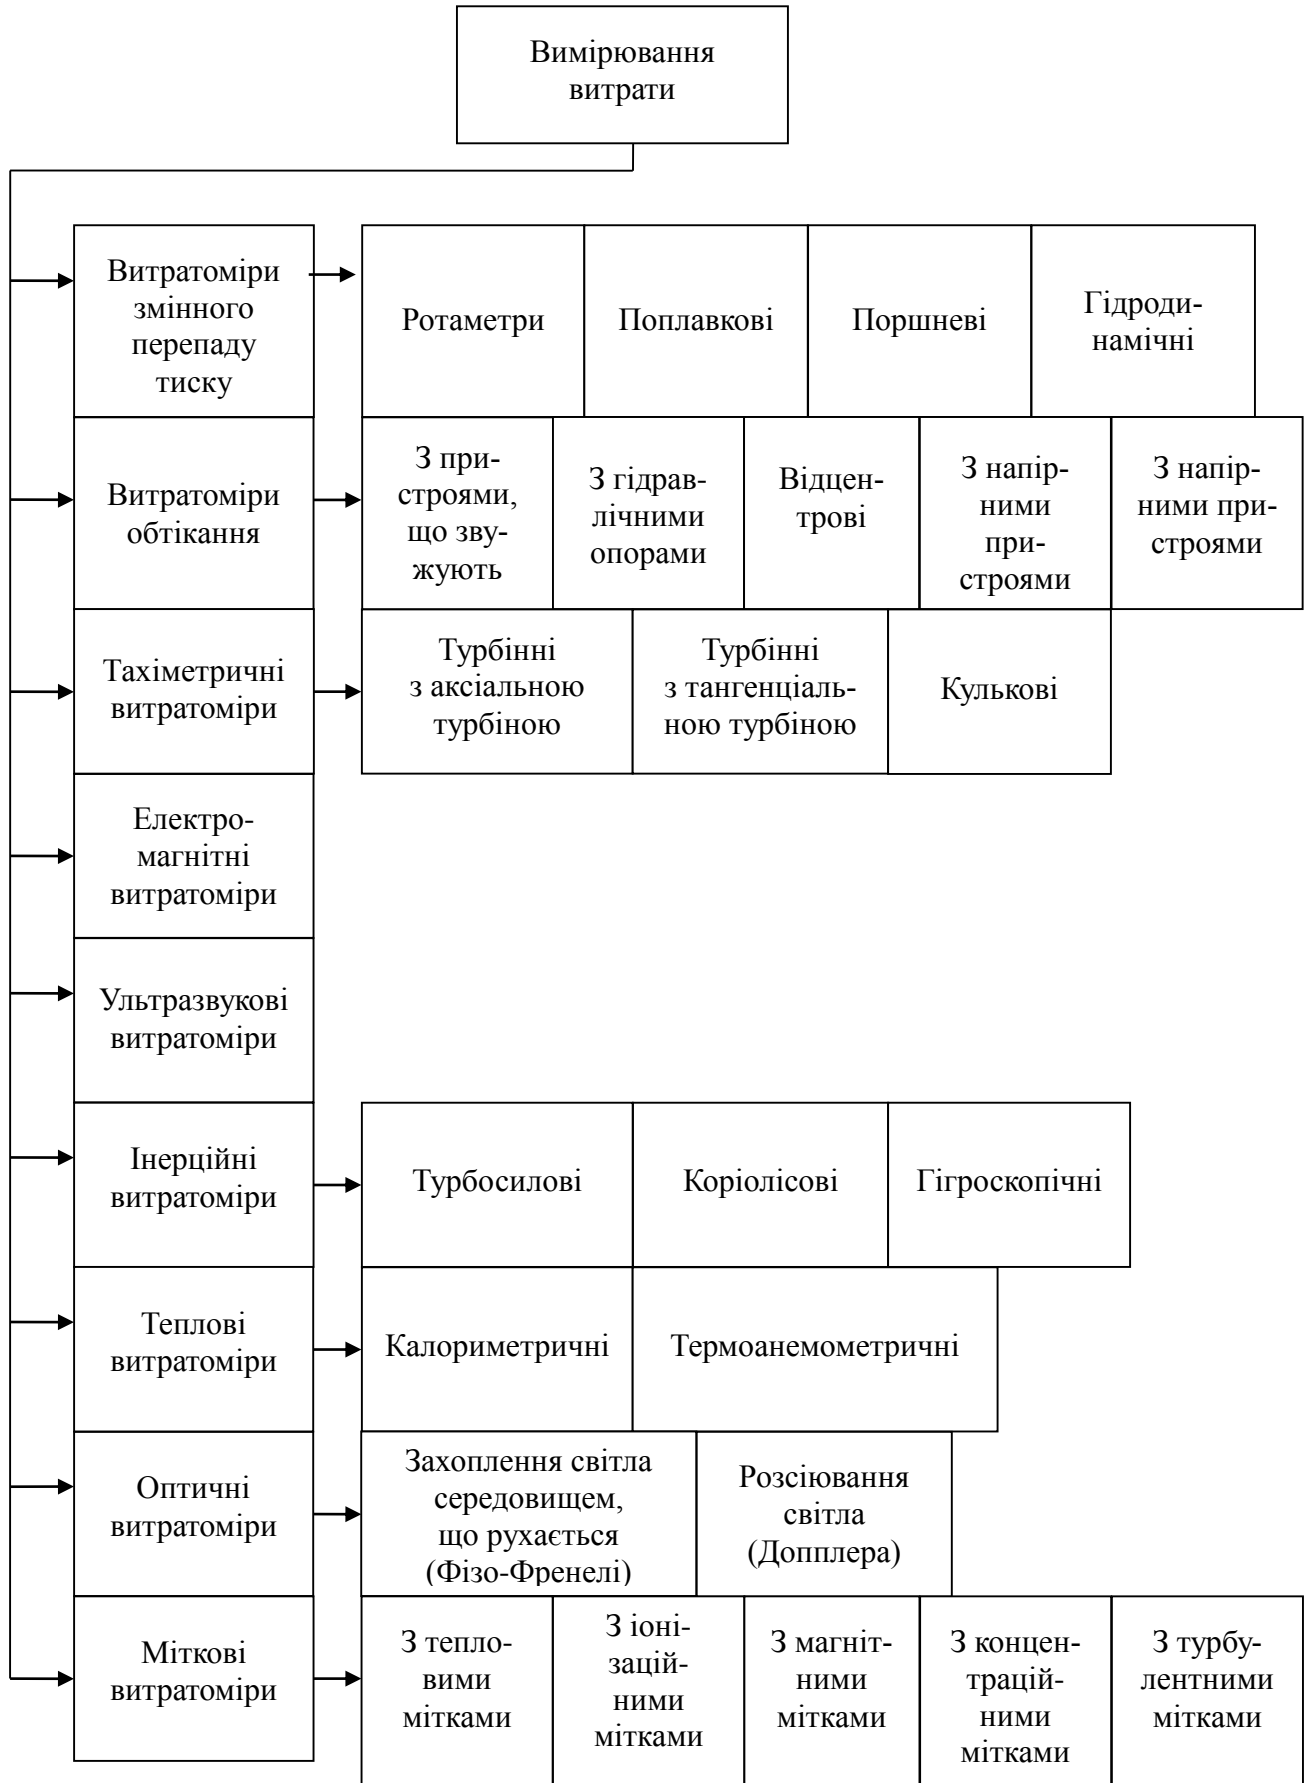 Вимірювання
витрати
Витратоміри
змінного
перепаду
тиску
Ротаметри
Поплавкові
Поршневі
Гідроди-
намічні
Витратоміри
обтікання
З при-
строями,
що зву-
жують
З гідрав-
лічними
опорами
Відцен-
трові
З напір-
ними
при-
строями
З напір-
ними при-
строями
Тахіметричні
витратоміри
Турбінні
з аксіальною
турбіною
Турбінні
з тангенціаль-
ною турбіною
Кулькові
Електро-
магнітні
витратоміри
Ультразвукові
витратоміри
Інерційні
витратоміри
Турбосилові
Коріолісові
Гігроскопічні
Теплові
витратоміри
Калориметричні
Термоанемометричні
Оптичні
витратоміри
Захоплення світла
середовищем,
що рухається
(Фізо-Френелі)
Розсіювання
світла
(Допплера)
Міткові
витратоміри
З тепло-
вими
мітками
З іоні-
зацій-
ними
мітками
З магніт-
ними
мітками
З концен-
трацій-
ними
мітками
З турбу-
лентними
мітками